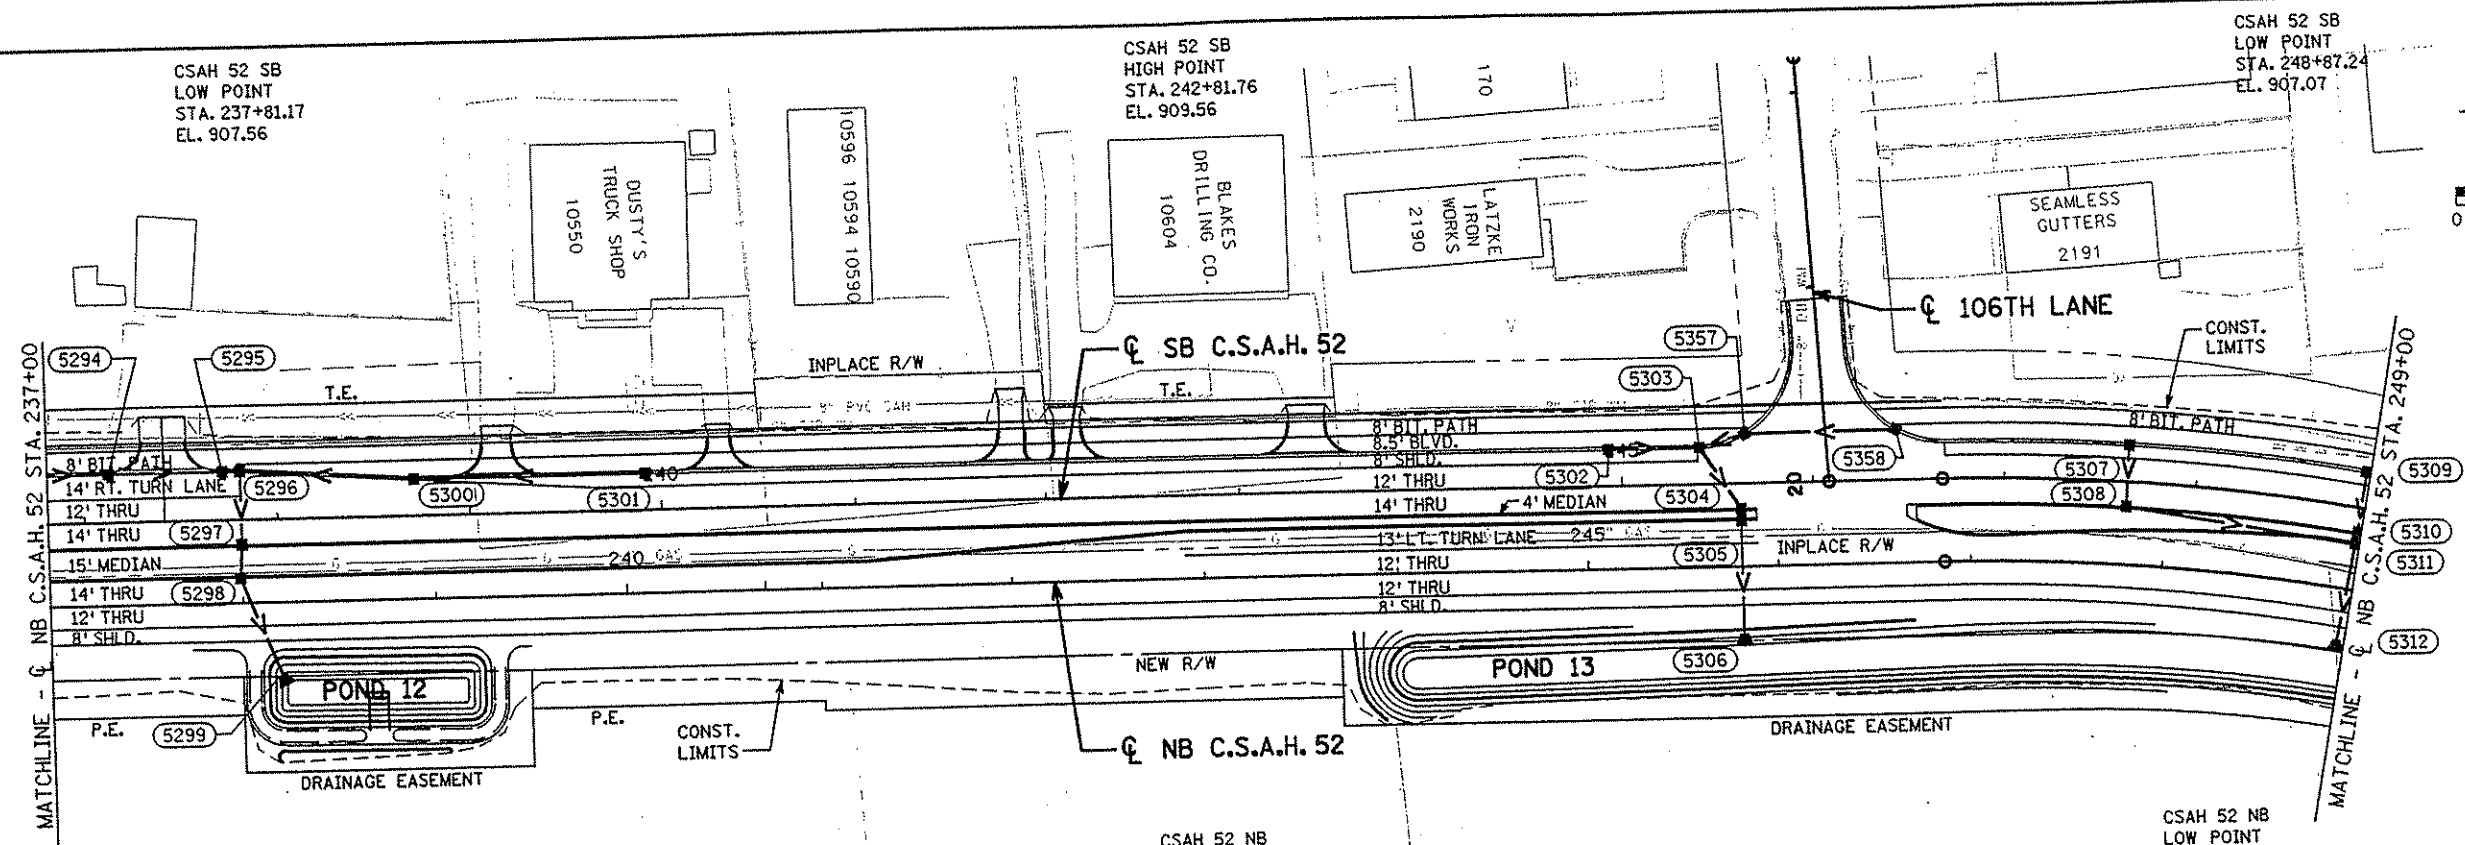 CSAH 52 SB
LOW POINT
STA. 237+81.17
EL. 907.56
CSAH 52 SB
HIGH POINT
STA. 242+81.76
EL. 909.56
CSAH 52 SB
LOW POINT
STA. 248+87.24
EL. 907.07
170
DUSTY'S
TRUCK SHOP
10550
10596 10594 10590
BLAKES
DRILLING CO.
10604
LATZKE
IRON
WORKS
2190
SEAMLESS
GUTTERS
2191
℄ 106TH LANE
CONST.
LIMITS
5294
5295
INPLACE R/W
℄ SB C.S.A.H. 52
5357
5303
T.E.
T.E.
8' BIT. PATH
8.5' BLVD.
8' SHLD.
12' THRU
14' THRU
4' MEDIAN
13' LT. TURN LANE
245
12' THRU
12' THRU
8' SHLD.
8' BIT. PATH
8' BIT. PATH
14' RT. TURN LANE
12' THRU
14' THRU
15' MEDIAN
14' THRU
12' THRU
8' SHLD.
5296
5300
5301
40
5297
5298
240 GAS
5302
5304
5305
20
5358
5307
5308
INPLACE R/W
5309
5310
5311
5312
POND 12
5299
P.E.
DRAINAGE EASEMENT
P.E.
CONST.
LIMITS
NEW R/W
℄ NB C.S.A.H. 52
POND 13
5306
DRAINAGE EASEMENT
MATCHLINE - ℄ NB C.S.A.H. 52 STA. 237+00
MATCHLINE - ℄ NB C.S.A.H. 52 STA. 249+00
CSAH 52 NB
CSAH 52 NB
LOW POINT